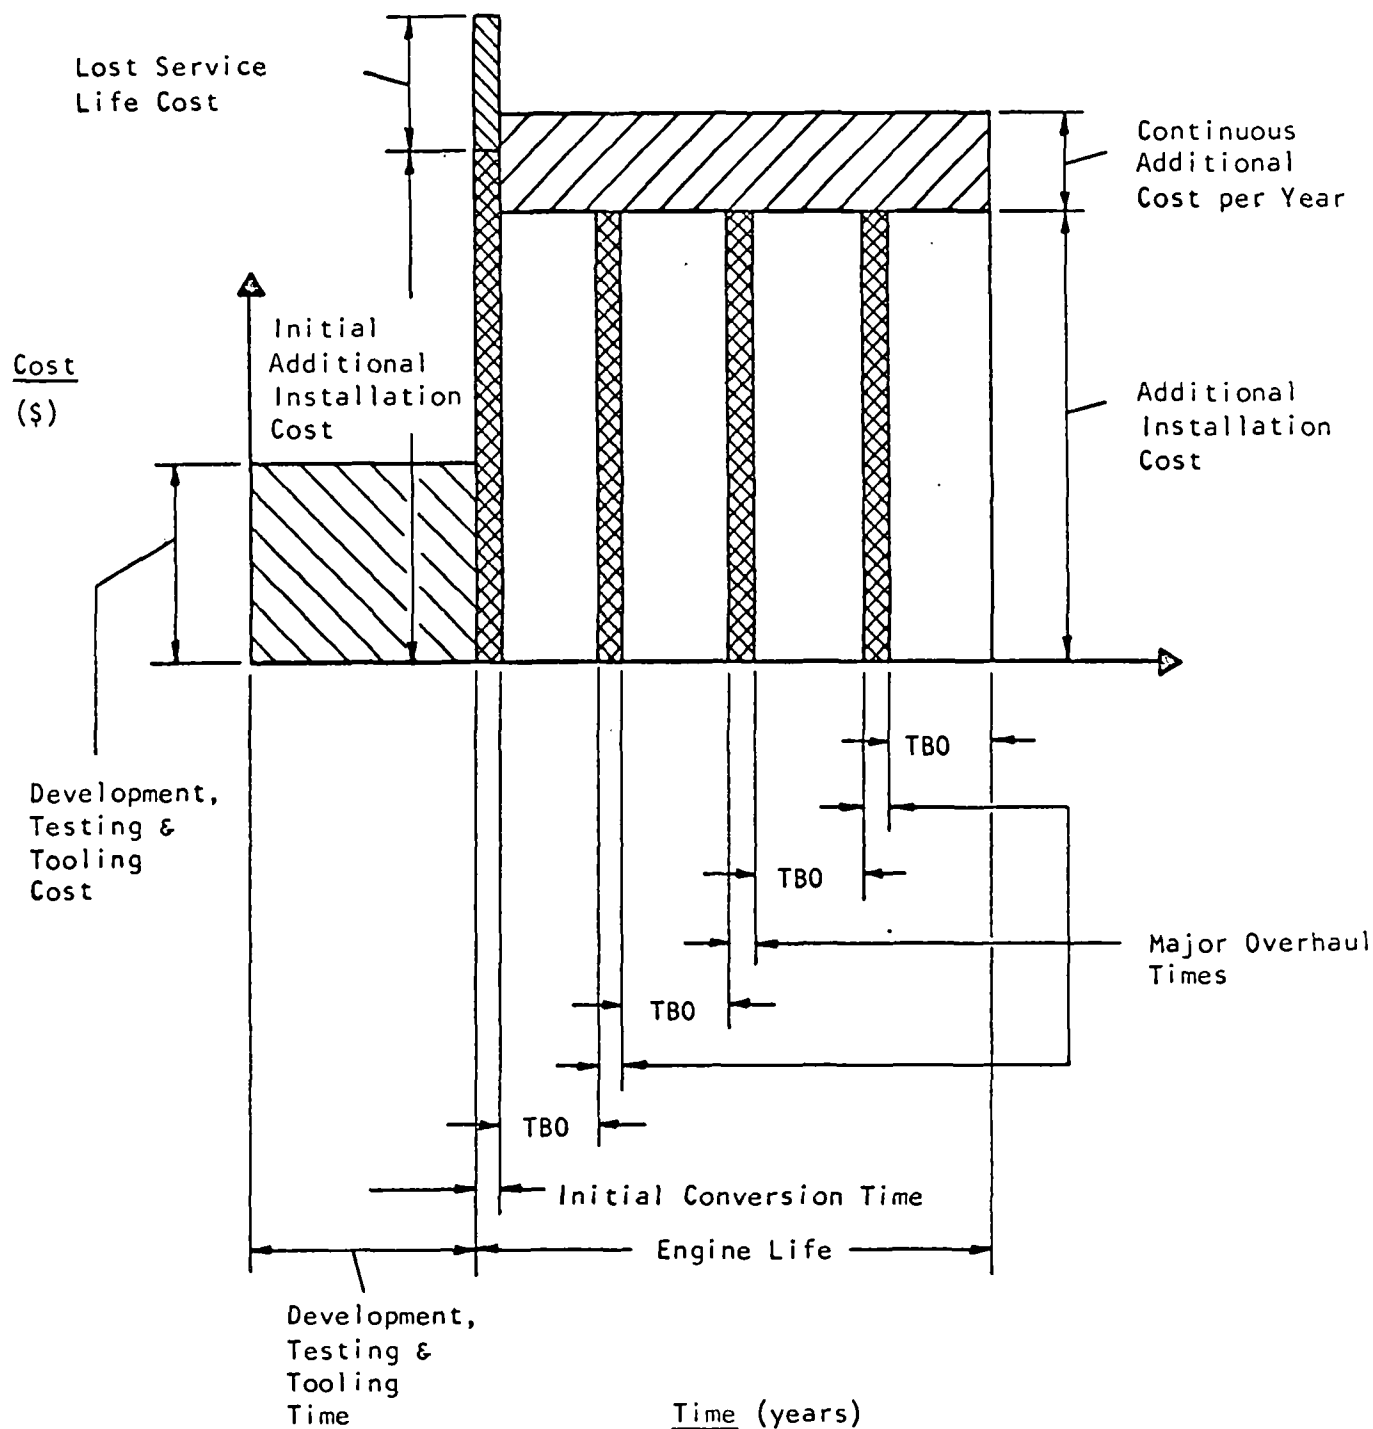 Lost Service
Life Cost
Continuous
Additional
Cost per Year
Initial
Additional
Installation
Cost
Cost
($)
Additional
Installation
Cost
TBO
Development,
Testing &
Tooling
Cost
TBO
Major Overhaul
Times
TBO
TBO
Initial Conversion Time
Engine Life
Development,
Testing &
Tooling
Time
Time (years)